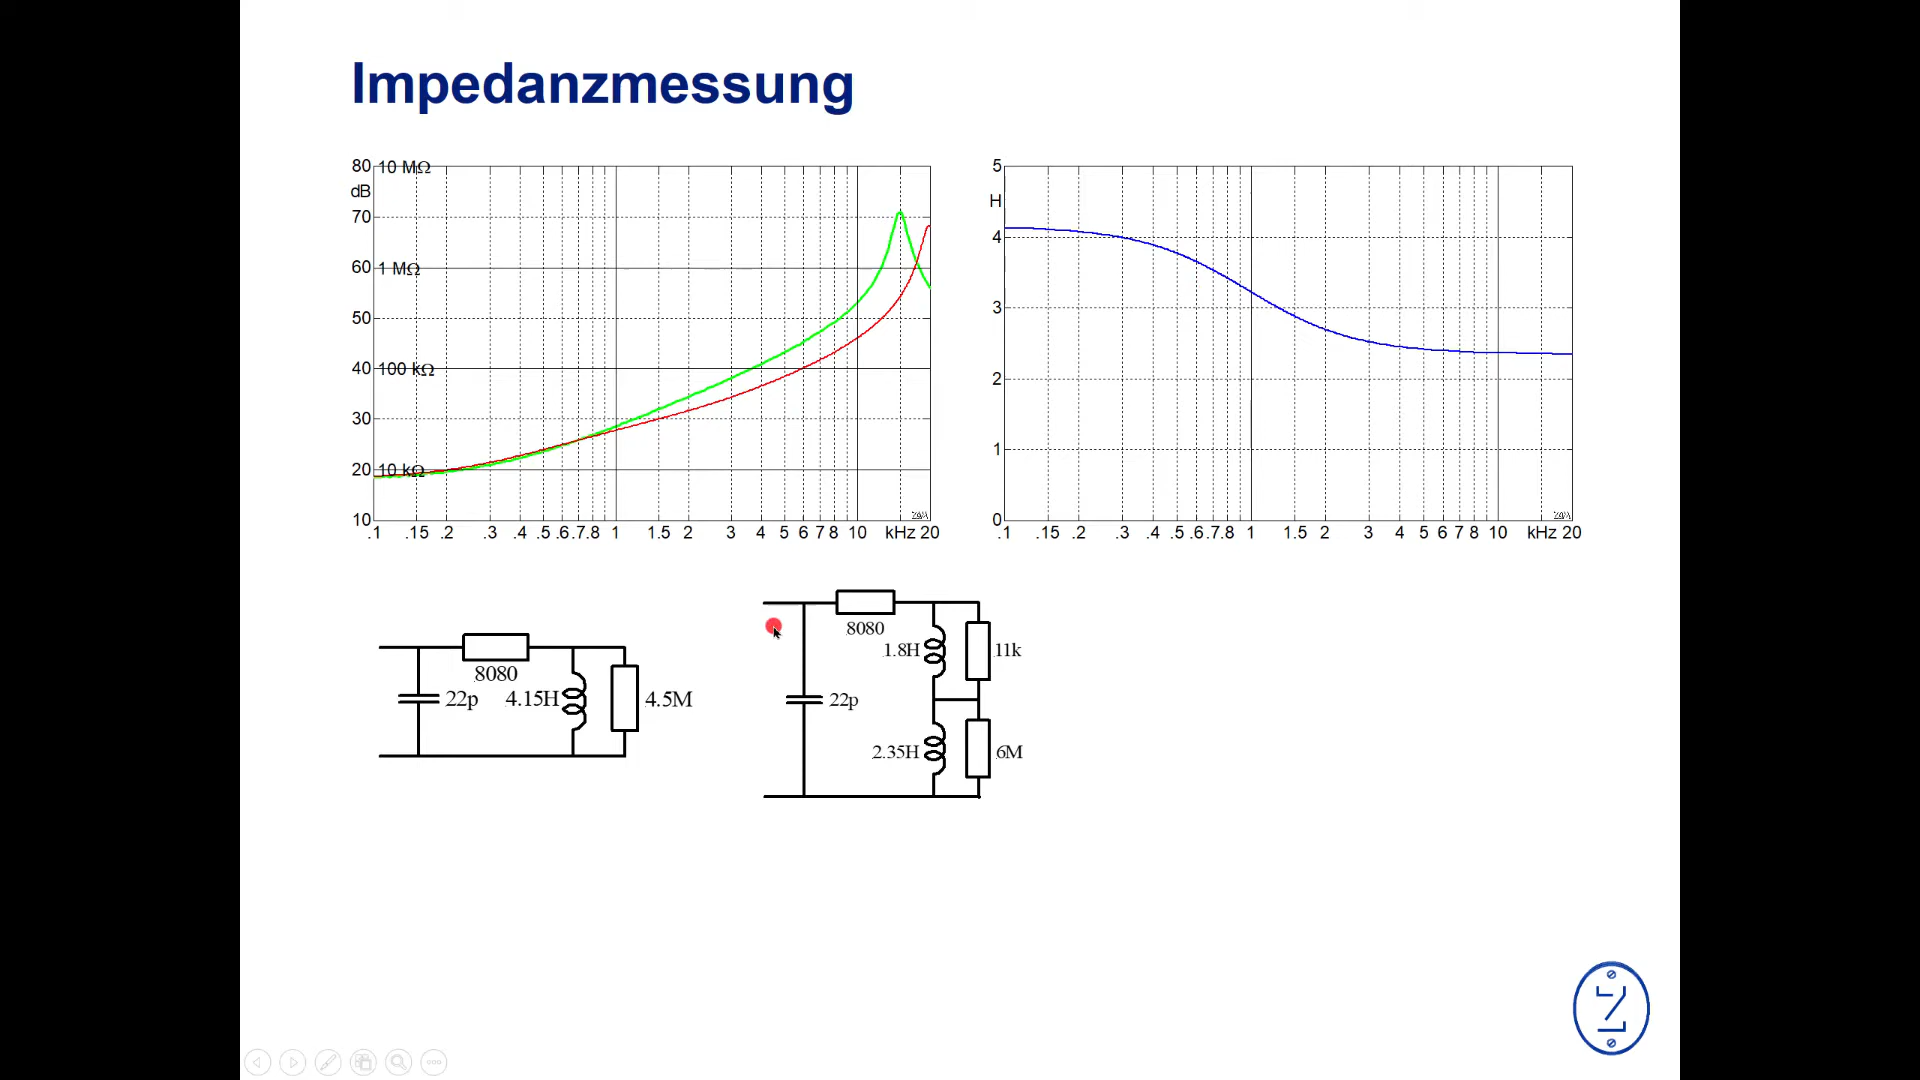 Impedanzmessung
80 10 MΩ
dB
70
60 1 MΩ
50
40 100 kΩ
30
20 10 kΩ
10
.1 .15 .2 .3 .4 .5 .6 .7 .8 1 1.5 2 3 4 5 6 7 8 10 kHz 20
5
H
4
3
2
1
0
.1 .15 .2 .3 .4 .5 .6 .7 .8 1 1.5 2 3 4 5 6 7 8 10 kHz 20
8080
22p 4.15H 4.5M
8080
1.8H 11k
22p
2.35H 6M